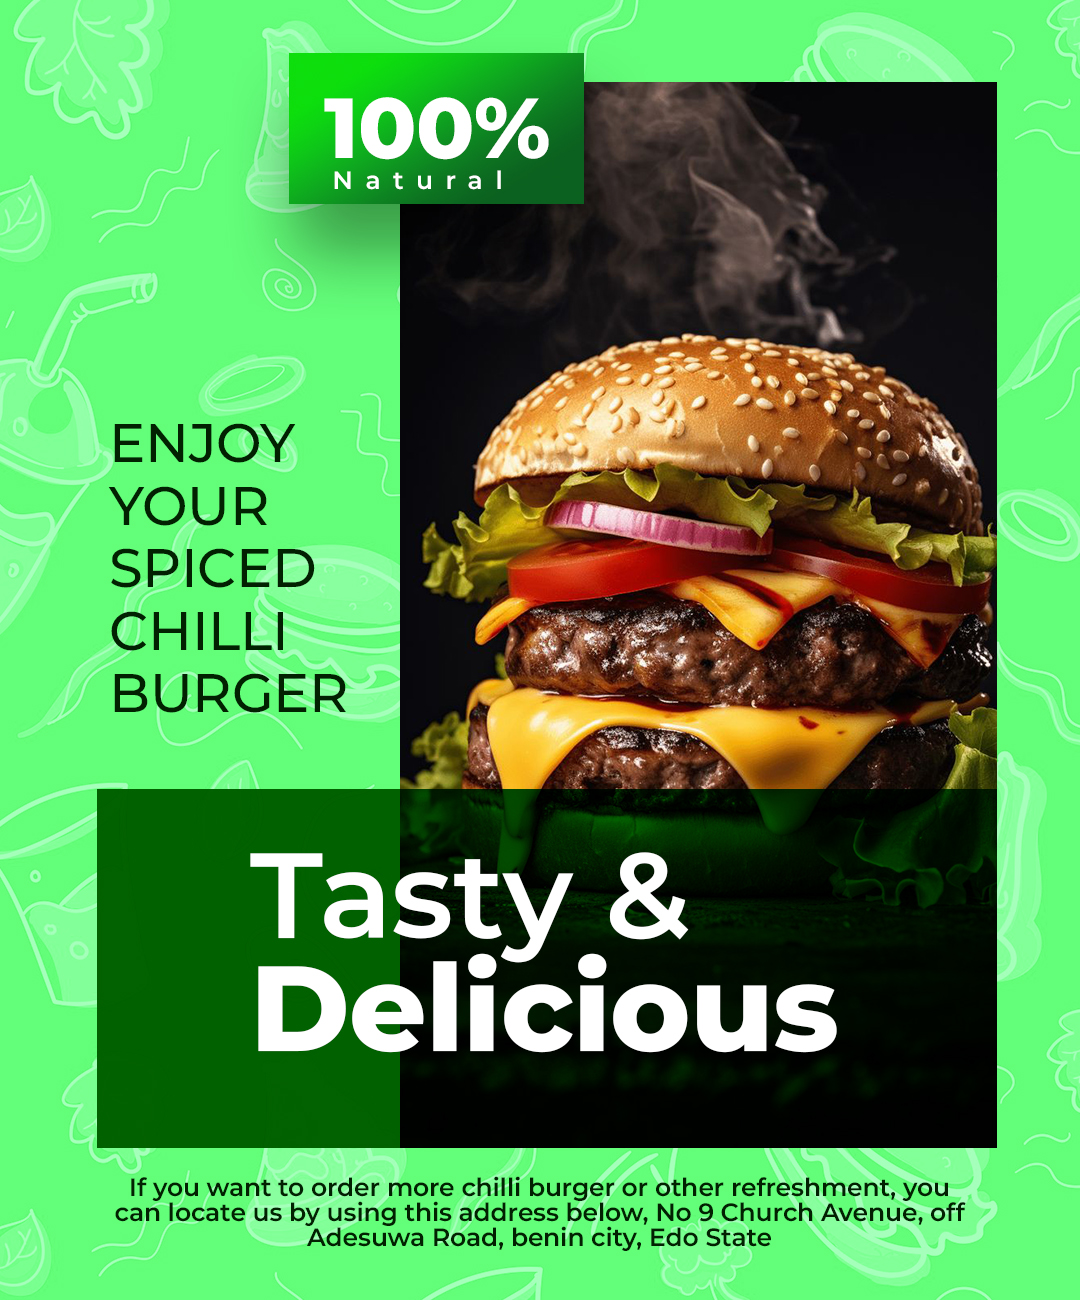 100%
Natural
ENJOY
YOUR
SPICED
CHILLI
BURGER
Tasty &
Delicious
If you want to order more chilli burger or other refreshment, you
can locate us by using this address below, No 9 Church Avenue, off
Adesuwa Road, benin city, Edo State